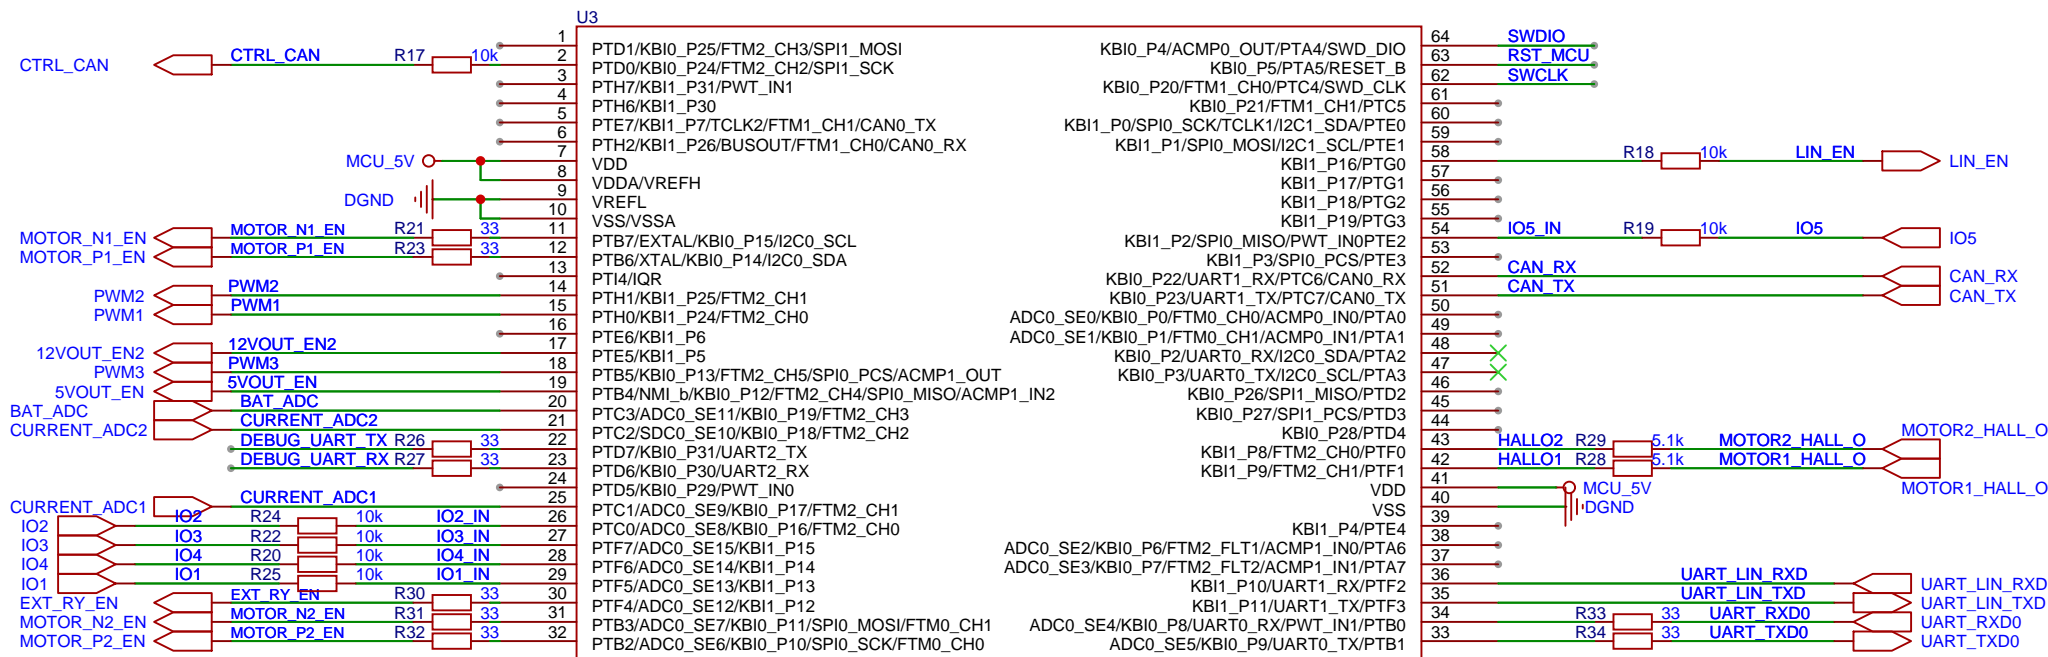 U3
1 PTD1/KBI0_P25/FTM2_CH3/SPI1_MOSI KBI0_P4/ACMP0_OUT/PTA4/SWD_DIO 64 SWDIO
CTRL_CAN CTRL_CAN R17 10k 2 PTD0/KBI0_P24/FTM2_CH2/SPI1_SCK KBI0_P5/PTA5/RESET_B 63 RST_MCU
3 PTH7/KBI1_P31/PWT_IN1 KBI0_P20/FTM1_CH0/PTC4/SWD_CLK 62 SWCLK
4 PTH6/KBI1_P30 KBI0_P21/FTM1_CH1/PTC5 61
5 PTE7/KBI1_P7/TCLK2/FTM1_CH1/CAN0_TX KBI1_P0/SPI0_SCK/TCLK1/I2C1_SDA/PTE0 60
6 PTH2/KBI1_P26/BUSOUT/FTM1_CH0/CAN0_RX KBI1_P1/SPI0_MOSI/I2C1_SCL/PTE1 59
MCU_5V 7 VDD KBI1_P16/PTG0 58 R18 10k LIN_EN LIN_EN
8 VDDA/VREFH KBI1_P17/PTG1 57
DGND 9 VREFL KBI1_P18/PTG2 56
10 VSS/VSSA KBI1_P19/PTG3 55
MOTOR_N1_EN MOTOR_N1_EN R21 33 11 PTB7/EXTAL/KBI0_P15/I2C0_SCL KBI1_P2/SPI0_MISO/PWT_IN0PTE2 54 IO5_IN R19 10k IO5 IO5
MOTOR_P1_EN MOTOR_P1_EN R23 33 12 PTB6/XTAL/KBI0_P14/I2C0_SDA KBI1_P3/SPI0_PCS/PTE3 53
13 PTI4/IQR KBI0_P22/UART1_RX/PTC6/CAN0_RX 52 CAN_RX CAN_RX
PWM2 PWM2 14 PTH1/KBI1_P25/FTM2_CH1 KBI0_P23/UART1_TX/PTC7/CAN0_TX 51 CAN_TX CAN_TX
PWM1 PWM1 15 PTH0/KBI1_P24/FTM2_CH0 ADC0_SE0/KBI0_P0/FTM0_CH0/ACMP0_IN0/PTA0 50
16 PTE6/KBI1_P6 ADC0_SE1/KBI0_P1/FTM0_CH1/ACMP0_IN1/PTA1 49
12VOUT_EN2 12VOUT_EN2 17 PTE5/KBI1_P5 KBI0_P2/UART0_RX/I2C0_SDA/PTA2 48
PWM3 PWM3 18 PTB5/KBI0_P13/FTM2_CH5/SPI0_PCS/ACMP1_OUT KBI0_P3/UART0_TX/I2C0_SCL/PTA3 47
5VOUT_EN 5VOUT_EN 19 PTB4/NMI_b/KBI0_P12/FTM2_CH4/SPI0_MISO/ACMP1_IN2 KBI0_P26/SPI1_MISO/PTD2 46
BAT_ADC BAT_ADC 20 PTC3/ADC0_SE11/KBI0_P19/FTM2_CH3 KBI0_P27/SPI1_PCS/PTD3 45
CURRENT_ADC2 CURRENT_ADC2 21 PTC2/SDC0_SE10/KBI0_P18/FTM2_CH2 KBI0_P28/PTD4 44
DEBUG_UART_TX R26 33 22 PTD7/KBI0_P31/UART2_TX KBI1_P8/FTM2_CH0/PTF0 43 HALLO2 R29 5.1k MOTOR2_HALL_O MOTOR2_HALL_O
DEBUG_UART_RX R27 33 23 PTD6/KBI0_P30/UART2_RX KBI1_P9/FTM2_CH1/PTF1 42 HALLO1 R28 5.1k MOTOR1_HALL_O MOTOR1_HALL_O
24 PTD5/KBI0_P29/PWT_IN0 VDD 41 MCU_5V
CURRENT_ADC1 CURRENT_ADC1 25 PTC1/ADC0_SE9/KBI0_P17/FTM2_CH1 VSS 40 DGND
IO2 IO2 R24 10k IO2_IN 26 PTC0/ADC0_SE8/KBI0_P16/FTM2_CH0 KBI1_P4/PTE4 39
IO3 IO3 R22 10k IO3_IN 27 PTF7/ADC0_SE15/KBI1_P15 ADC0_SE2/KBI0_P6/FTM2_FLT1/ACMP1_IN0/PTA6 38
IO4 IO4 R20 10k IO4_IN 28 PTF6/ADC0_SE14/KBI1_P14 ADC0_SE3/KBI0_P7/FTM2_FLT2/ACMP1_IN1/PTA7 37
IO1 IO1 R25 10k IO1_IN 29 PTF5/ADC0_SE13/KBI1_P13 KBI1_P10/UART1_RX/PTF2 36 UART_LIN_RXD UART_LIN_RXD
EXT_RY_EN EXT_RY_EN R30 33 30 PTF4/ADC0_SE12/KBI1_P12 KBI1_P11/UART1_TX/PTF3 35 UART_LIN_TXD UART_LIN_TXD
MOTOR_N2_EN MOTOR_N2_EN R31 33 31 PTB3/ADC0_SE7/KBI0_P11/SPI0_MOSI/FTM0_CH1 ADC0_SE4/KBI0_P8/UART0_RX/PWT_IN1/PTB0 34 R33 33 UART_RXD0 UART_RXD0
MOTOR_P2_EN MOTOR_P2_EN R32 33 32 PTB2/ADC0_SE6/KBI0_P10/SPI0_SCK/FTM0_CH0 ADC0_SE5/KBI0_P9/UART0_TX/PTB1 33 R34 33 UART_TXD0 UART_TXD0